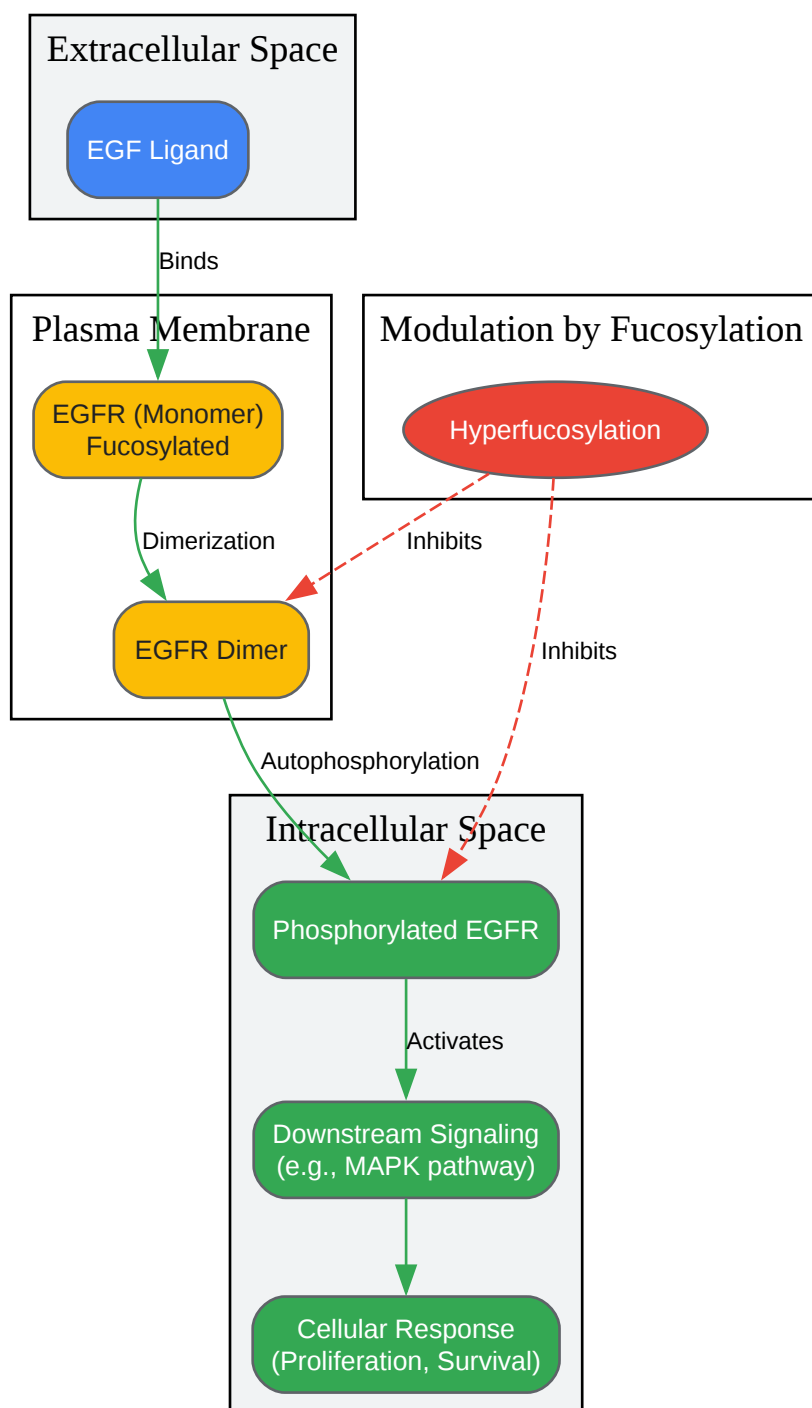 Extracellular Space
EGF Ligand
Binds
Plasma Membrane
Modulation by Fucosylation
EGFR (Monomer)
Fucosylated
Hyperfucosylation
Dimerization
Inhibits
EGFR Dimer
Inhibits
Autophosphorylation
Intracellular Space
Phosphorylated EGFR
Activates
Downstream Signaling
(e.g., MAPK pathway)
Cellular Response
(Proliferation, Survival)